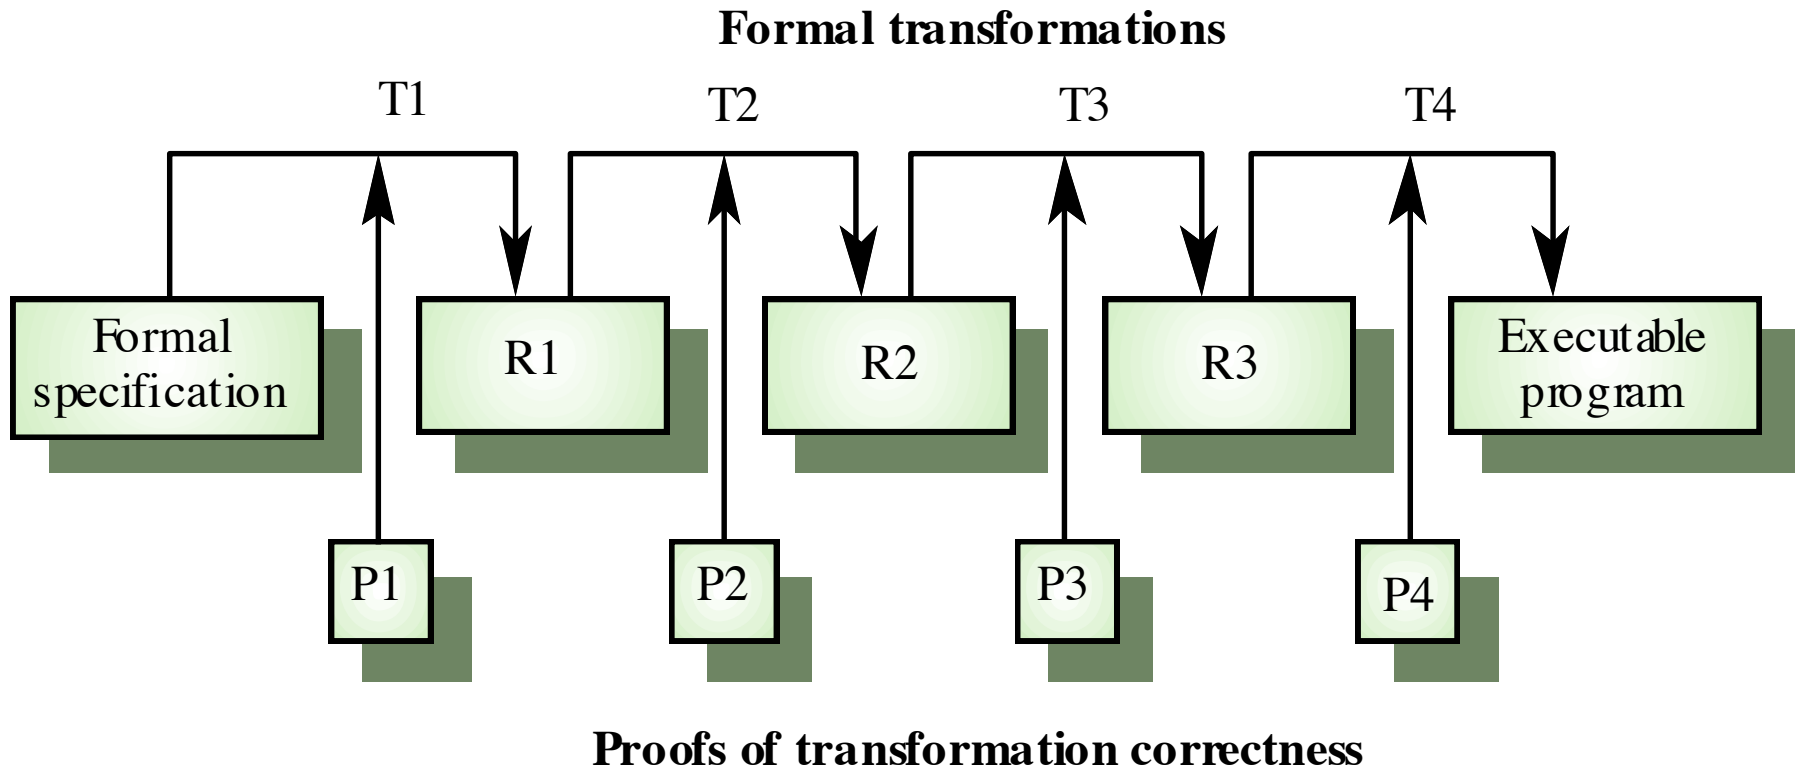 Formal transformations
T1 T2 T3 T4
Formal
specification
R1
R2
R3
Executable
program
P1
P2
P3
P4
Proofs of transformation correctness